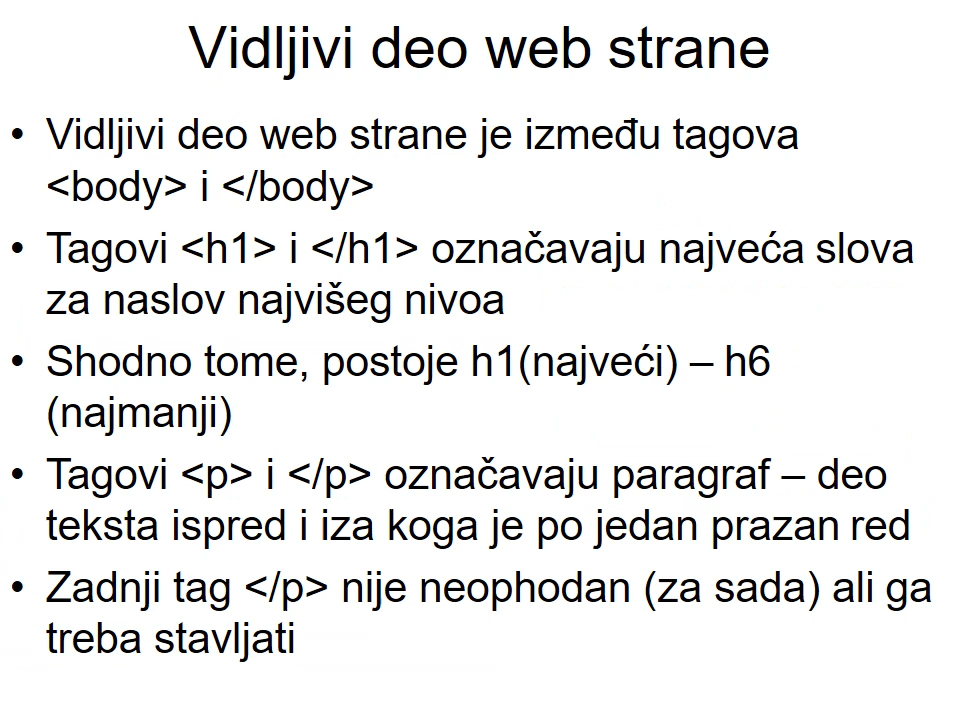 Vidljivi deo web strane
• Vidljivi deo web strane je između tagova
<body> i </body>
• Tagovi <h1> i </h1> označavaju najveća slova
za naslov najvišeg nivoa
• Shodno tome, postoje h1(najveći) – h6
(najmanji)
• Tagovi <p> i </p> označavaju paragraf – deo
teksta ispred i iza koga je po jedan prazan red
• Zadnji tag </p> nije neophodan (za sada) ali ga
treba stavljati